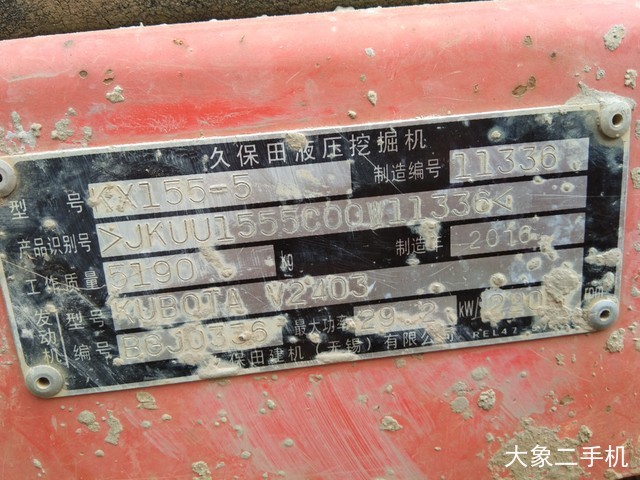 久保田液压挖掘机
型 号 KX155-5 制造编号 11336
产品识别号 >JKUU1555C00W11336<
工作质量 5190 kg 制造年 2016
发动机 型号 KUBOTA V2403
编号 BGJ0336 最大功率 29.2 kW/
保田建机（无锡）有限公司
大象二手机